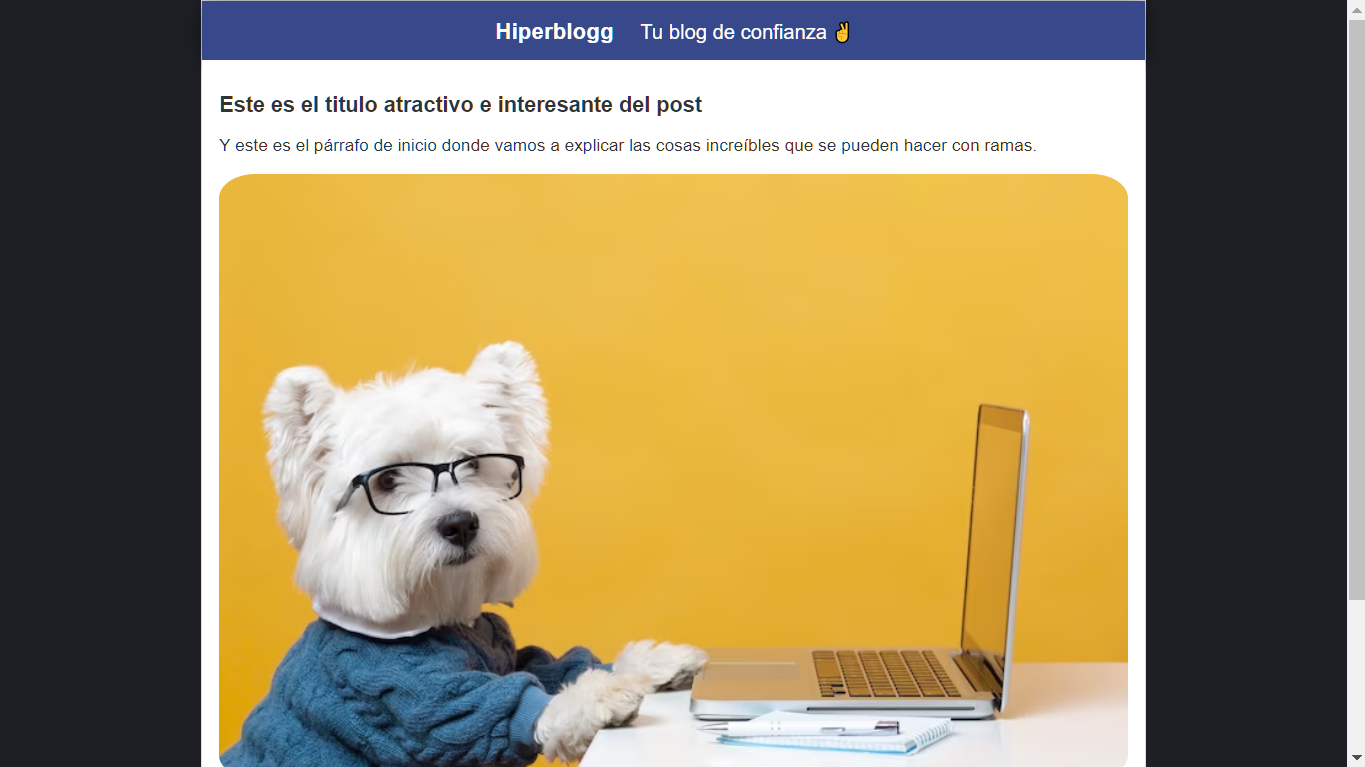 Hiperblogg Tu blog de confianza ✌
Este es el titulo atractivo e interesante del post
Y este es el párrafo de inicio donde vamos a explicar las cosas increíbles que se pueden hacer con ramas.